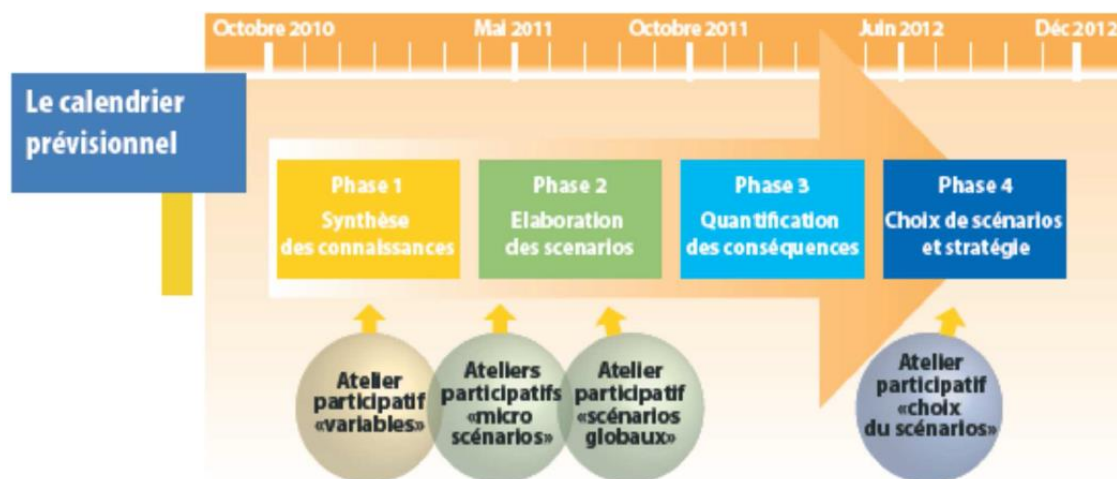 Octobre 2010
Mai 2011
Octobre 2011
Juin 2012
Déc 2012
Le calendrier
prévisionnel
Phase 1
Synthèse
des connaissances
Phase 2
Elaboration
des scenarios
Phase 3
Quantification
des conséquences
Phase 4
Choix de scénarios
et stratégie
Atelier
participatif
«variables»
Ateliers
participatifs
«micro
scénarios»
Atelier
participatif
«scénarios
globaux»
Atelier
participatif
«choix
du scénarios»